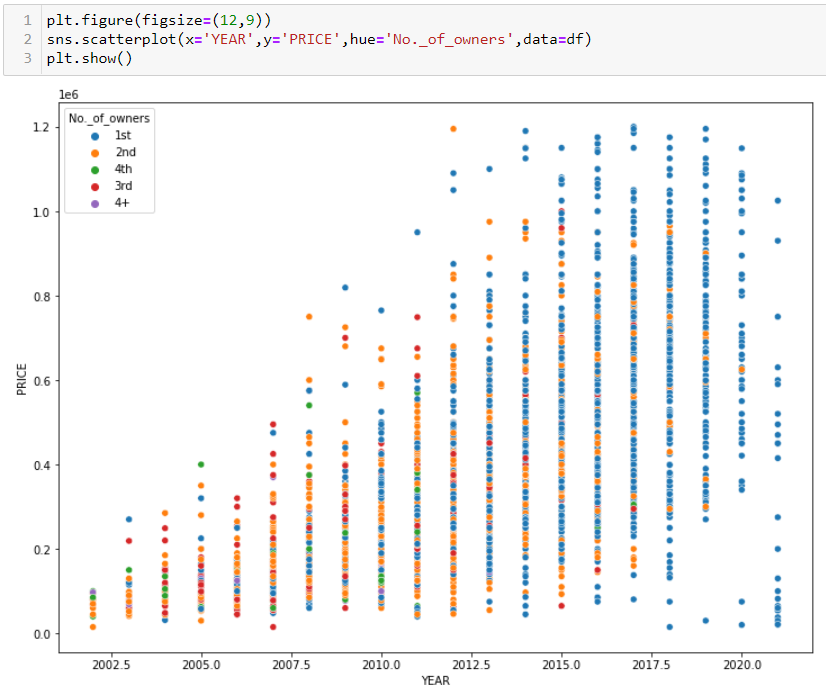 1 plt.figure(figsize=(12,9))
2 sns.scatterplot(x='YEAR',y='PRICE',hue='No._of_owners',data=df)
3 plt.show()
1e6
No._of_owners
1st
2nd
4th
3rd
4+
1.2
1.0
0.8
0.6
0.4
0.2
0.0
PRICE
2002.5 2005.0 2007.5 2010.0 2012.5 2015.0 2017.5 2020.0
YEAR